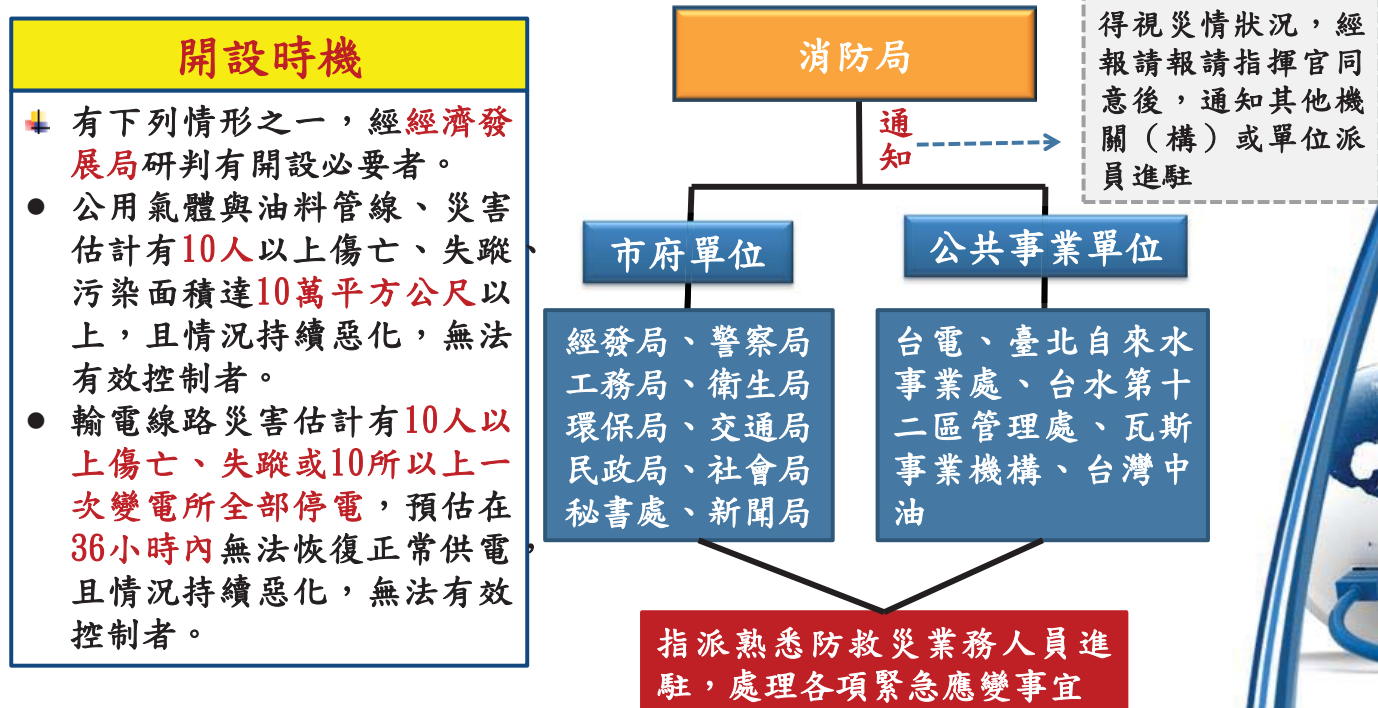 開設時機
有下列情形之一，經經濟發
展局研判有開設必要者。
● 公用氣體與油料管線、災害
估計有10人以上傷亡、失蹤、
污染面積達10萬平方公尺以
上，且情況持續惡化，無法
有效控制者。
● 輸電線路災害估計有10人以
上傷亡、失蹤或10所以上一
次變電所全部停電，預估在
36小時內無法恢復正常供電，
且情況持續惡化，無法有效
控制者。
消防局
通
知
得視災情狀況，經
報請報請指揮官同
意後，通知其他機
關（構）或單位派
員進駐
市府單位
經發局、警察局
工務局、衛生局
環保局、交通局
民政局、社會局
秘書處、新聞局
公共事業單位
台電、臺北自來水
事業處、台水第十
二區管理處、瓦斯
事業機構、台灣中
油
指派熟悉防救災業務人員進
駐，處理各項緊急應變事宜